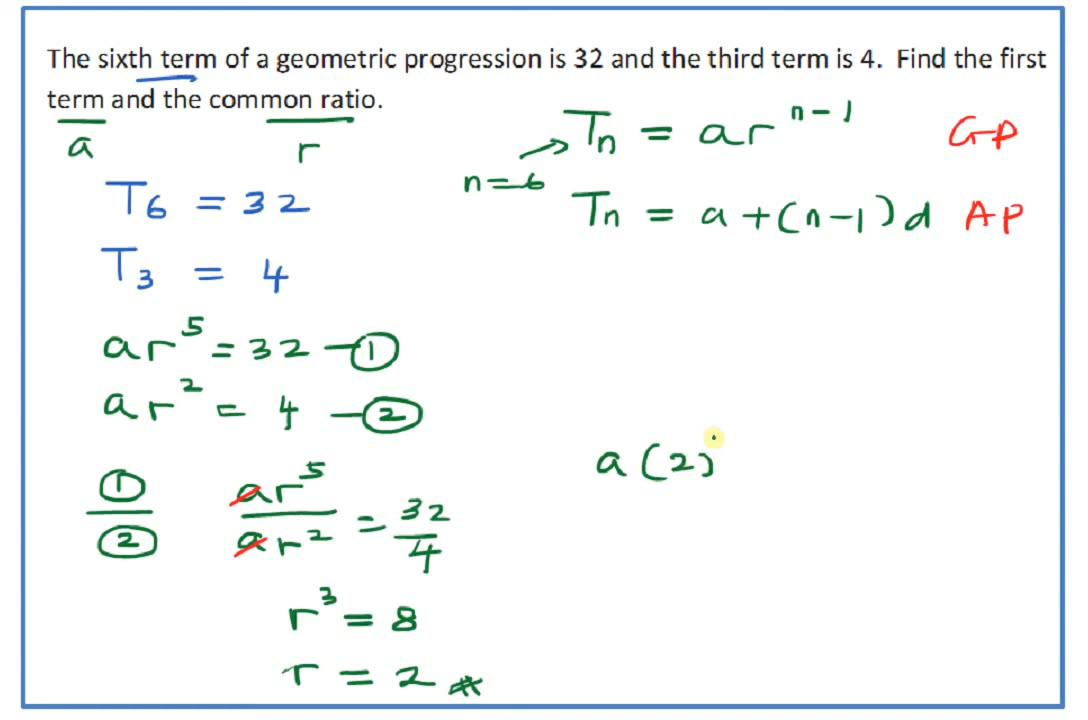 The sixth term of a geometric progression is 32 and the third term is 4. Find the first
term and the common ratio.
a r
Tn = ar^n-1 GP
n=6
Tn = a+(n-1)d AP
T6 = 32
T3 = 4
ar^5 = 32 - ①
ar^2 = 4 - ②
①/② ar^5/ar^2 = 32/4
r^3 = 8
r = 2 *
a(2)